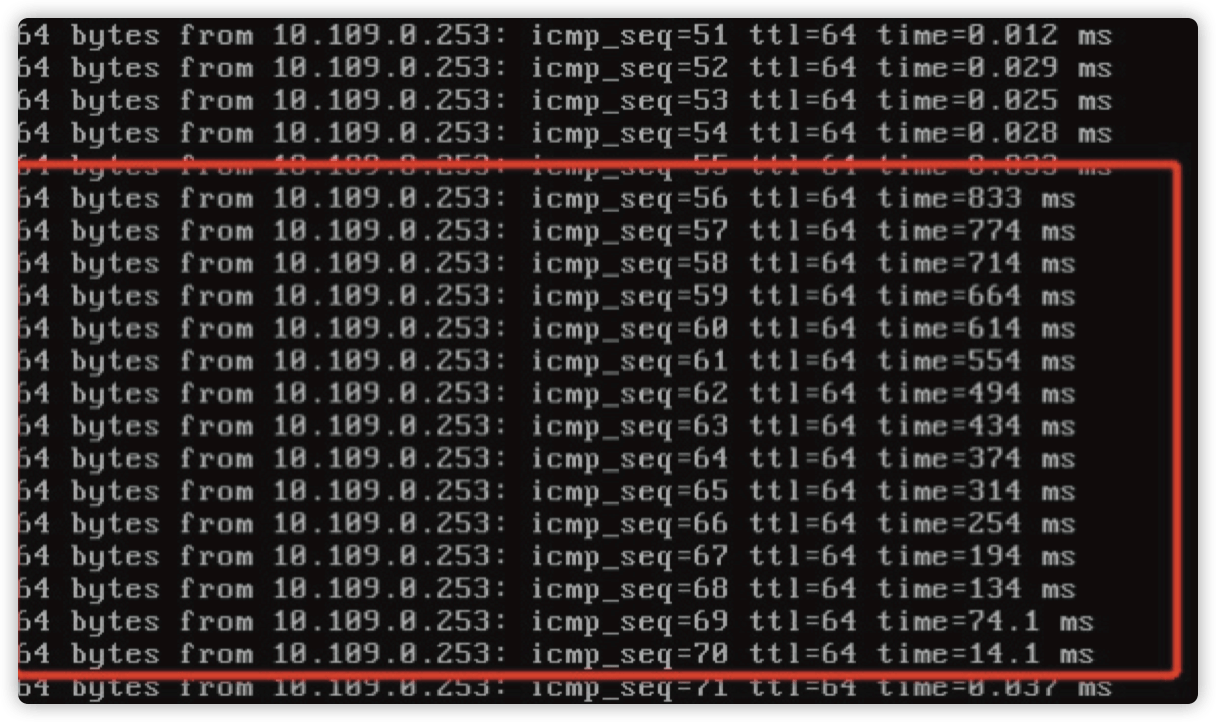 64 bytes from 10.109.0.253: icmp_seq=51 ttl=64 time=0.012 ms
64 bytes from 10.109.0.253: icmp_seq=52 ttl=64 time=0.029 ms
64 bytes from 10.109.0.253: icmp_seq=53 ttl=64 time=0.025 ms
64 bytes from 10.109.0.253: icmp_seq=54 ttl=64 time=0.028 ms
64 bytes from 10.109.0.253: icmp_seq=55 ttl=64 time=0.033 ms
64 bytes from 10.109.0.253: icmp_seq=56 ttl=64 time=833 ms
64 bytes from 10.109.0.253: icmp_seq=57 ttl=64 time=774 ms
64 bytes from 10.109.0.253: icmp_seq=58 ttl=64 time=714 ms
64 bytes from 10.109.0.253: icmp_seq=59 ttl=64 time=664 ms
64 bytes from 10.109.0.253: icmp_seq=60 ttl=64 time=614 ms
64 bytes from 10.109.0.253: icmp_seq=61 ttl=64 time=554 ms
64 bytes from 10.109.0.253: icmp_seq=62 ttl=64 time=494 ms
64 bytes from 10.109.0.253: icmp_seq=63 ttl=64 time=434 ms
64 bytes from 10.109.0.253: icmp_seq=64 ttl=64 time=374 ms
64 bytes from 10.109.0.253: icmp_seq=65 ttl=64 time=314 ms
64 bytes from 10.109.0.253: icmp_seq=66 ttl=64 time=254 ms
64 bytes from 10.109.0.253: icmp_seq=67 ttl=64 time=194 ms
64 bytes from 10.109.0.253: icmp_seq=68 ttl=64 time=134 ms
64 bytes from 10.109.0.253: icmp_seq=69 ttl=64 time=74.1 ms
64 bytes from 10.109.0.253: icmp_seq=70 ttl=64 time=14.1 ms
64 bytes from 10.109.0.253: icmp_seq=71 ttl=64 time=0.037 ms